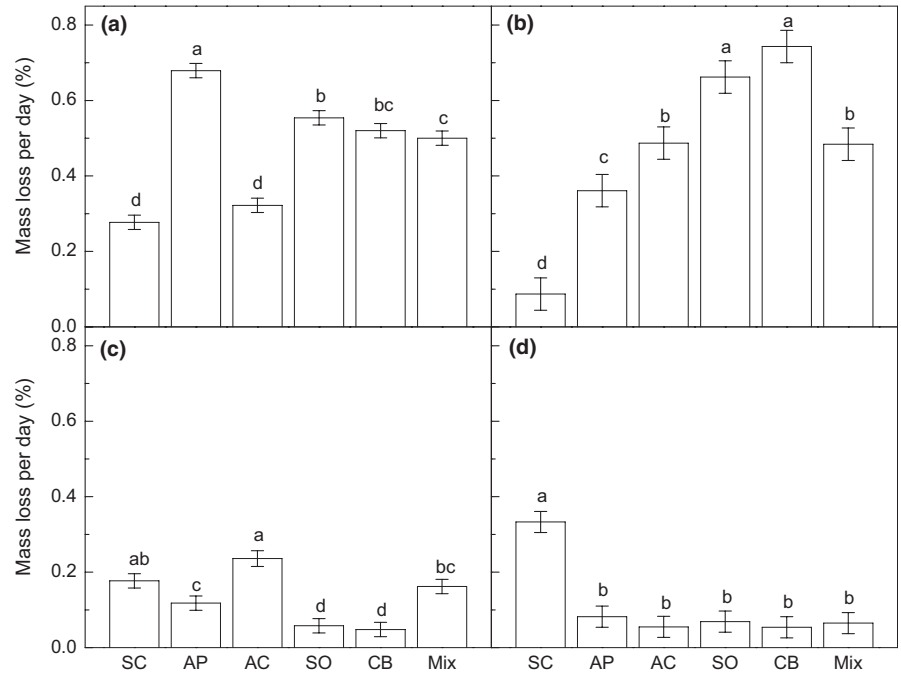 (a)
(b)
Mass loss per day (%)
0.8
0.6
0.4
0.2
0.0
d
a
d
b
bc
c
d
c
b
a
a
b
(c)
(d)
Mass loss per day (%)
0.8
0.6
0.4
0.2
0.0
ab
c
a
d
d
bc
a
b
b
b
b
b
SC AP AC SO CB Mix SC AP AC SO CB Mix